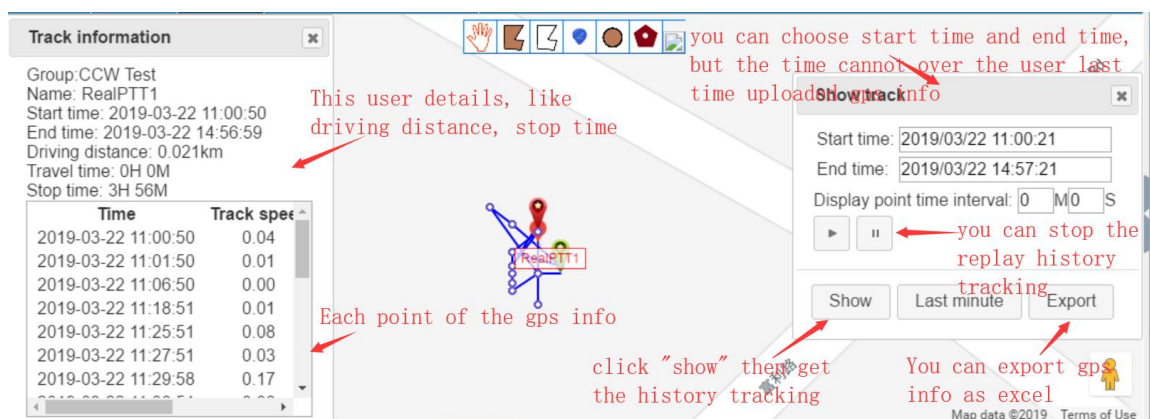 Track information
Group:CCW Test
Name: RealPTT1
Start time: 2019-03-22 11:00:50
End time: 2019-03-22 14:56:59
Driving distance: 0.021km
Travel time: 0H 0M
Stop time: 3H 56M
Time Track spee
2019-03-22 11:00:50 0.04
2019-03-22 11:01:50 0.01
2019-03-22 11:06:50 0.00
2019-03-22 11:18:51 0.01
2019-03-22 11:25:51 0.08
2019-03-22 11:27:51 0.03
2019-03-22 11:29:58 0.17
This user details, like
driving distance, stop time
Each point of the gps info
RealPTT1
you can choose start time and end time,
but the time cannot over the user last
time uploaded gps info
Show track
Start time: 2019/03/22 11:00:21
End time: 2019/03/22 14:57:21
Display point time interval: 0 M 0 S
you can stop the
replay history
tracking
Show Last minute Export
click "show" then get
the history tracking
You can export gps
info as excel
富利路
Map data ©2019 Terms of Use